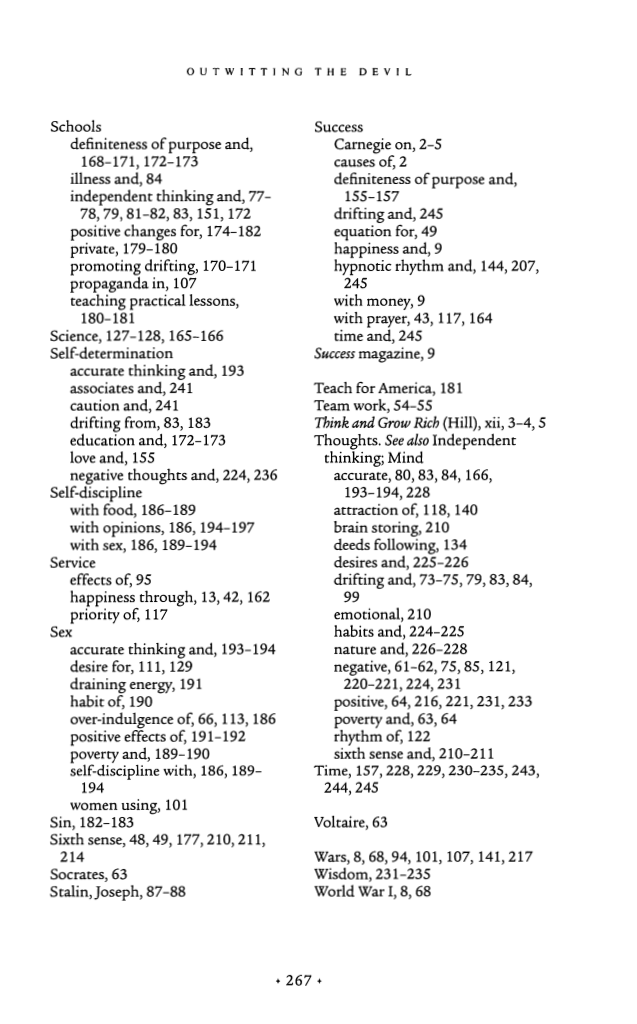 OUTWITTING THE DEVIL
Schools
definiteness of purpose and,
168–171, 172–173
illness and, 84
independent thinking and, 77–
78, 79, 81–82, 83, 151, 172
positive changes for, 174–182
private, 179–180
promoting drifting, 170–171
propaganda in, 107
teaching practical lessons,
180–181
Science, 127–128, 165–166
Self-determination
accurate thinking and, 193
associates and, 241
caution and, 241
drifting from, 83, 183
education and, 172–173
love and, 155
negative thoughts and, 224, 236
Self-discipline
with food, 186–189
with opinions, 186, 194–197
with sex, 186, 189–194
Service
effects of, 95
happiness through, 13, 42, 162
priority of, 117
Sex
accurate thinking and, 193–194
desire for, 111, 129
draining energy, 191
habit of, 190
over-indulgence of, 66, 113, 186
positive effects of, 191–192
poverty and, 189–190
self-discipline with, 186, 189–
194
women using, 101
Sin, 182–183
Sixth sense, 48, 49, 177, 210, 211,
214
Socrates, 63
Stalin, Joseph, 87–88
Success
Carnegie on, 2–5
causes of, 2
definiteness of purpose and,
155–157
drifting and, 245
equation for, 49
happiness and, 9
hypnotic rhythm and, 144, 207,
245
with money, 9
with prayer, 43, 117, 164
time and, 245
Success magazine, 9
Teach for America, 181
Team work, 54–55
Think and Grow Rich (Hill), xii, 3–4, 5
Thoughts. See also Independent
thinking; Mind
accurate, 80, 83, 84, 166,
193–194, 228
attraction of, 118, 140
brain storing, 210
deeds following, 134
desires and, 225–226
drifting and, 73–75, 79, 83, 84,
99
emotional, 210
habits and, 224–225
nature and, 226–228
negative, 61–62, 75, 85, 121,
220–221, 224, 231
positive, 64, 216, 221, 231, 233
poverty and, 63, 64
rhythm of, 122
sixth sense and, 210–211
Time, 157, 228, 229, 230–235, 243,
244, 245
Voltaire, 63
Wars, 8, 68, 94, 101, 107, 141, 217
Wisdom, 231–235
World War I, 8, 68
• 267 •